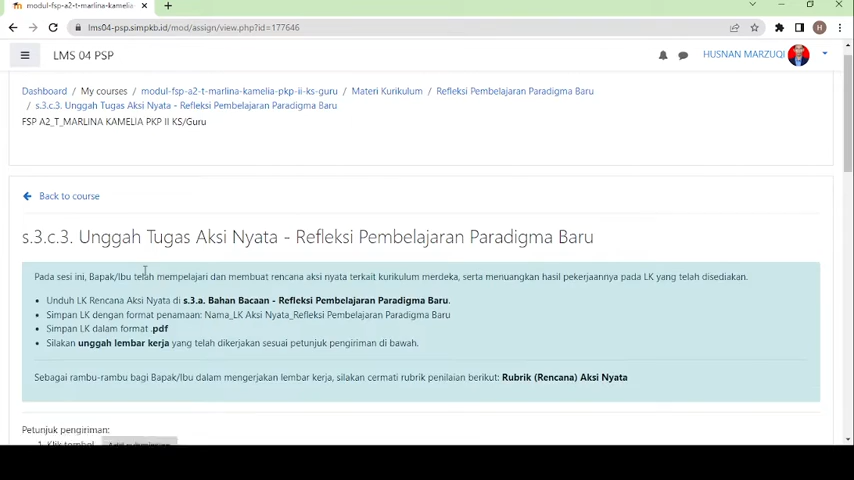 modul-fsp-a2-t-marlina-kamelia
lms04-psp.simpkb.id/mod/assign/view.php?id=177646
H
LMS 04 PSP
HUSNAN MARZUQI
Dashboard / My courses / modul-fsp-a2-t-marlina-kamelia-pkp-ii-ks-guru / Materi Kurikulum / Refleksi Pembelajaran Paradigma Baru
/ s.3.c.3. Unggah Tugas Aksi Nyata - Refleksi Pembelajaran Paradigma Baru
FSP A2_T_MARLINA KAMELIA PKP II KS/Guru
Back to course
s.3.c.3. Unggah Tugas Aksi Nyata - Refleksi Pembelajaran Paradigma Baru
Pada sesi ini, Bapak/Ibu telah mempelajari dan membuat rencana aksi nyata terkait kurikulum merdeka, serta menuangkan hasil pekerjaannya pada LK yang telah disediakan.
Unduh LK Rencana Aksi Nyata di s.3.a. Bahan Bacaan - Refleksi Pembelajaran Paradigma Baru.
Simpan LK dengan format penamaan: Nama_LK Aksi Nyata_Refleksi Pembelajaran Paradigma Baru
Simpan LK dalam format .pdf
Silakan unggah lembar kerja yang telah dikerjakan sesuai petunjuk pengiriman di bawah.
Sebagai rambu-rambu bagi Bapak/Ibu dalam mengerjakan lembar kerja, silakan cermati rubrik penilaian berikut: Rubrik (Rencana) Aksi Nyata
Petunjuk pengiriman:
1. Klik tombol